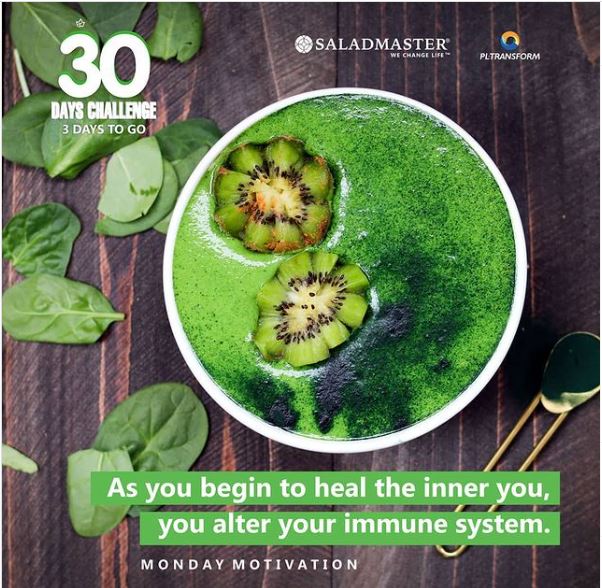 30
DAYS CHALLENGE
3 DAYS TO GO
SALADMASTER®
WE CHANGE LIFE™
PLTRANSFORM
As you begin to heal the inner you,
you alter your immune system.
MONDAY MOTIVATION